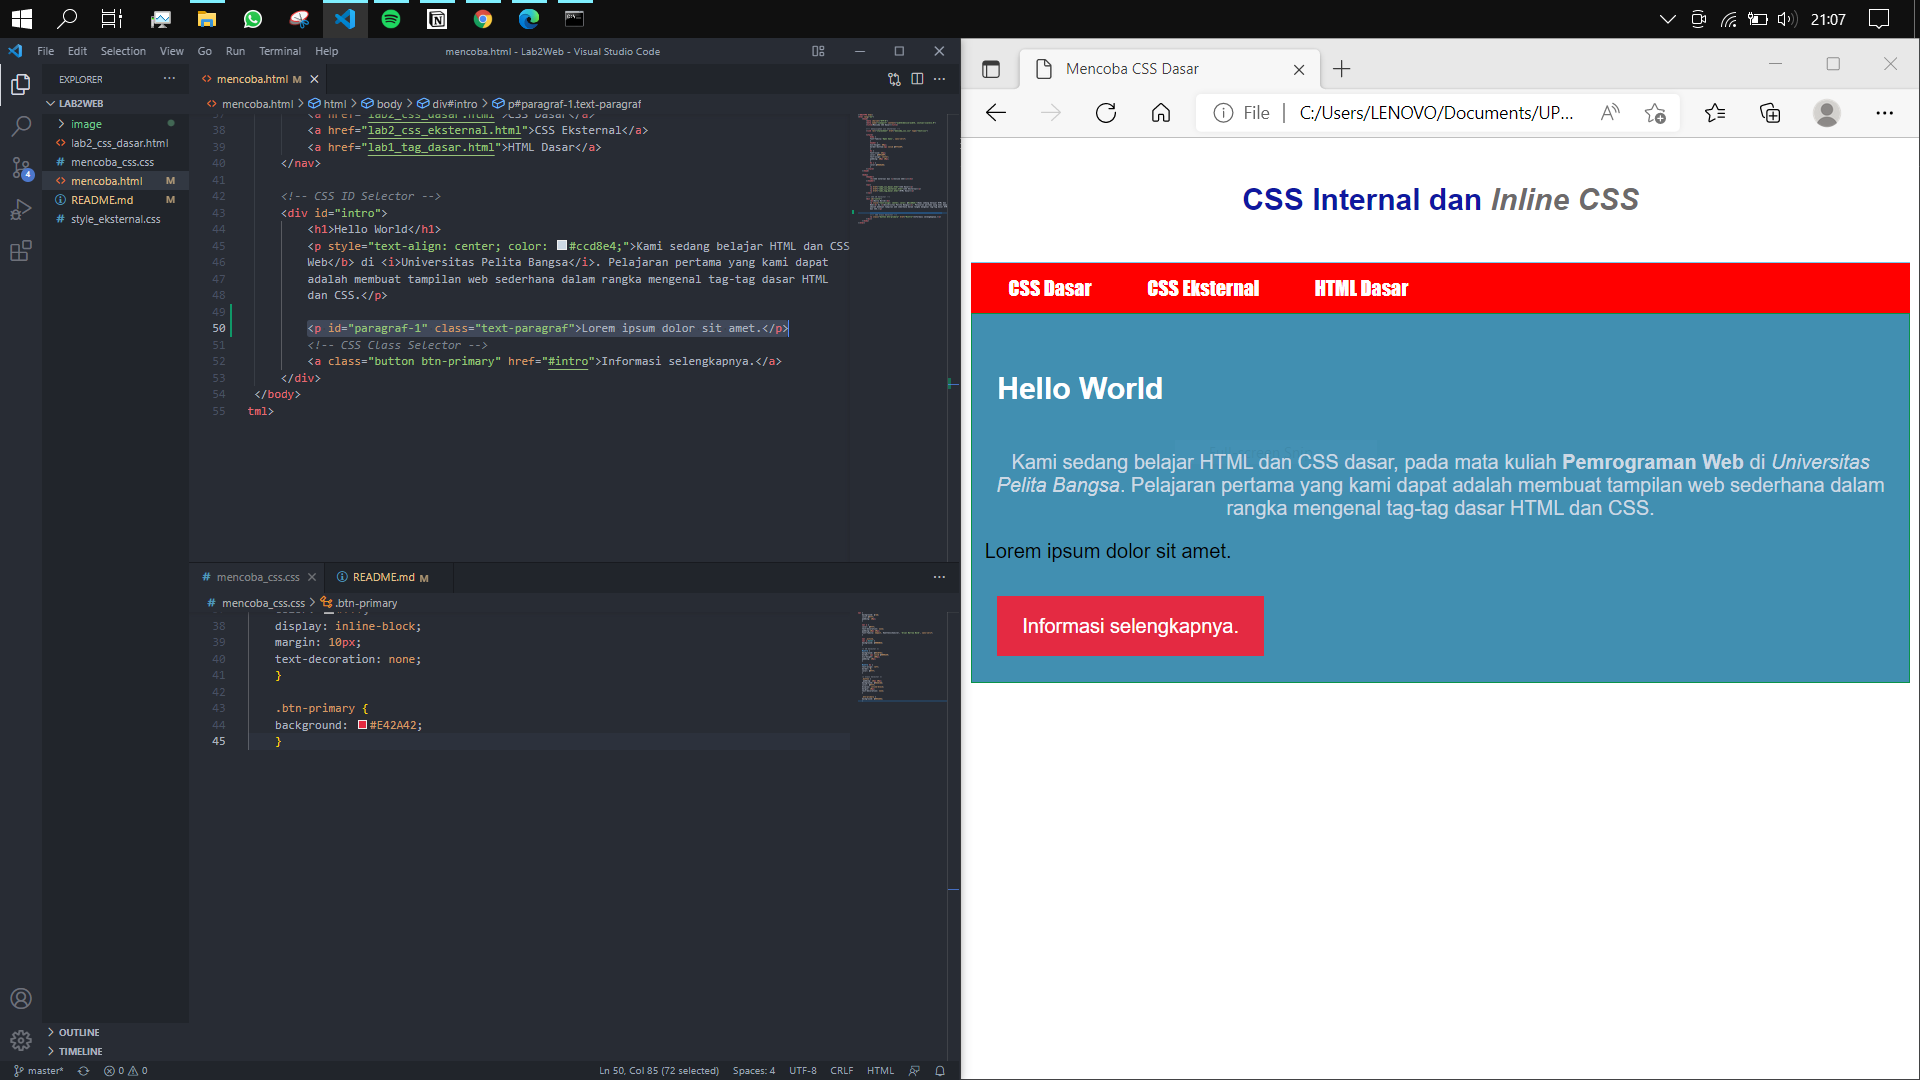 21:07
File Edit Selection View Go Run Terminal Help
mencoba.html - Lab2Web - Visual Studio Code
EXPLORER
LAB2WEB
image
lab2_css_dasar.html
mencoba_css.css
mencoba.html M
README.md M
style_eksternal.css
4
OUTLINE
TIMELINE
mencoba.html M
mencoba.html > html > body > div#intro > p#paragraf-1.text-paragraf
37 <a href="lab2_css_dasar.html">CSS Dasar</a>
38 <a href="lab2_css_eksternal.html">CSS Eksternal</a>
39 <a href="lab1_tag_dasar.html">HTML Dasar</a>
40 </nav>
41
42 <!-- CSS ID Selector -->
43 <div id="intro">
44 <h1>Hello World</h1>
45 <p style="text-align: center; color: #ccd8e4;">Kami sedang belajar HTML dan CSS
46 Web</b> di <i>Universitas Pelita Bangsa</i>. Pelajaran pertama yang kami dapat
47 adalah membuat tampilan web sederhana dalam rangka mengenal tag-tag dasar HTML
48 dan CSS.</p>
49
50 <p id="paragraf-1" class="text-paragraf">Lorem ipsum dolor sit amet.</p>
51 <!-- CSS Class Selector -->
52 <a class="button btn-primary" href="#intro">Informasi selengkapnya.</a>
53 </div>
54 </body>
55 tml>
mencoba_css.css README.md M
mencoba_css.css > .btn-primary
38 display: inline-block;
39 margin: 10px;
40 text-decoration: none;
41 }
42
43 .btn-primary {
44 background: #E42A42;
45 }
master* 0 0 Ln 50, Col 85 (72 selected) Spaces: 4 UTF-8 CRLF HTML
Mencoba CSS Dasar
File | C:/Users/LENOVO/Documents/UP...
CSS Internal dan Inline CSS
CSS Dasar CSS Eksternal HTML Dasar
Hello World
Kami sedang belajar HTML dan CSS dasar, pada mata kuliah Pemrograman Web di Universitas
Pelita Bangsa. Pelajaran pertama yang kami dapat adalah membuat tampilan web sederhana dalam
rangka mengenal tag-tag dasar HTML dan CSS.
Lorem ipsum dolor sit amet.
Informasi selengkapnya.